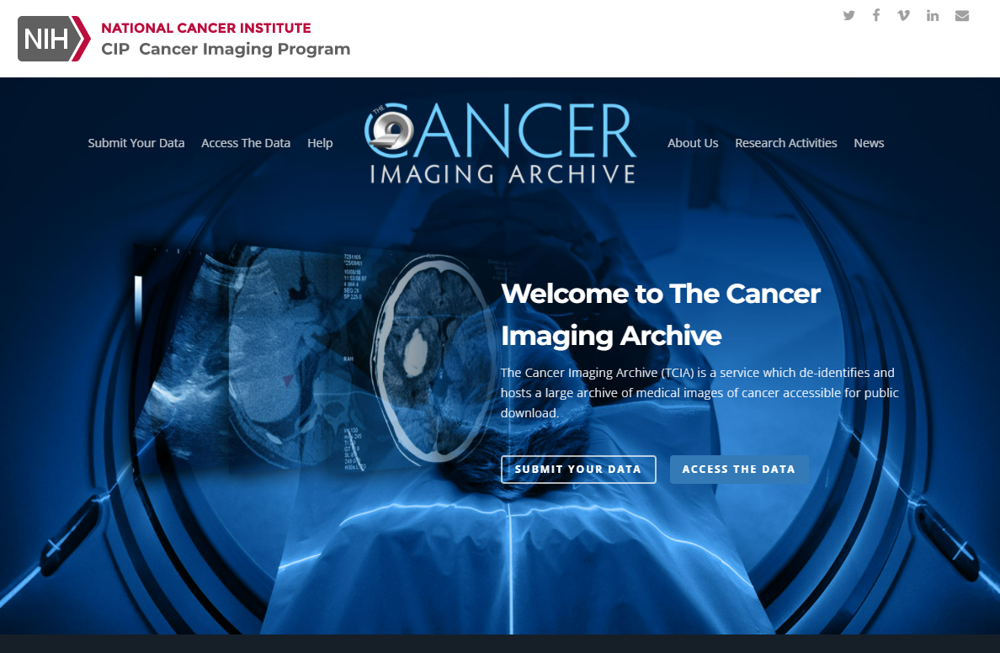 NIH
NATIONAL CANCER INSTITUTE
CIP Cancer Imaging Program
Submit Your Data
Access The Data
Help
THE
CANCER
IMAGING ARCHIVE
About Us
Research Activities
News
RAH
Welcome to The Cancer
Imaging Archive
The Cancer Imaging Archive (TCIA) is a service which de-identifies and
hosts a large archive of medical images of cancer accessible for public
download.
SUBMIT YOUR DATA
ACCESS THE DATA